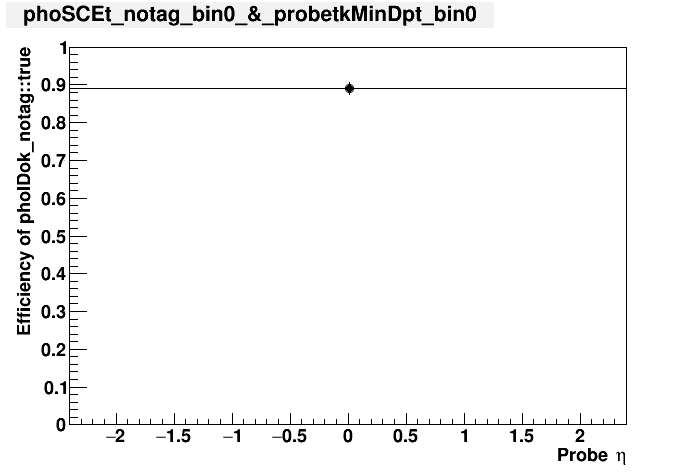 phoSCEt_notag_bin0_&_probetkMinDpt_bin0
Efficiency of phoIDok_notag::true
1
0.9
0.8
0.7
0.6
0.5
0.4
0.3
0.2
0.1
0
−2 −1.5 −1 −0.5 0 0.5 1 1.5 2
Probe η